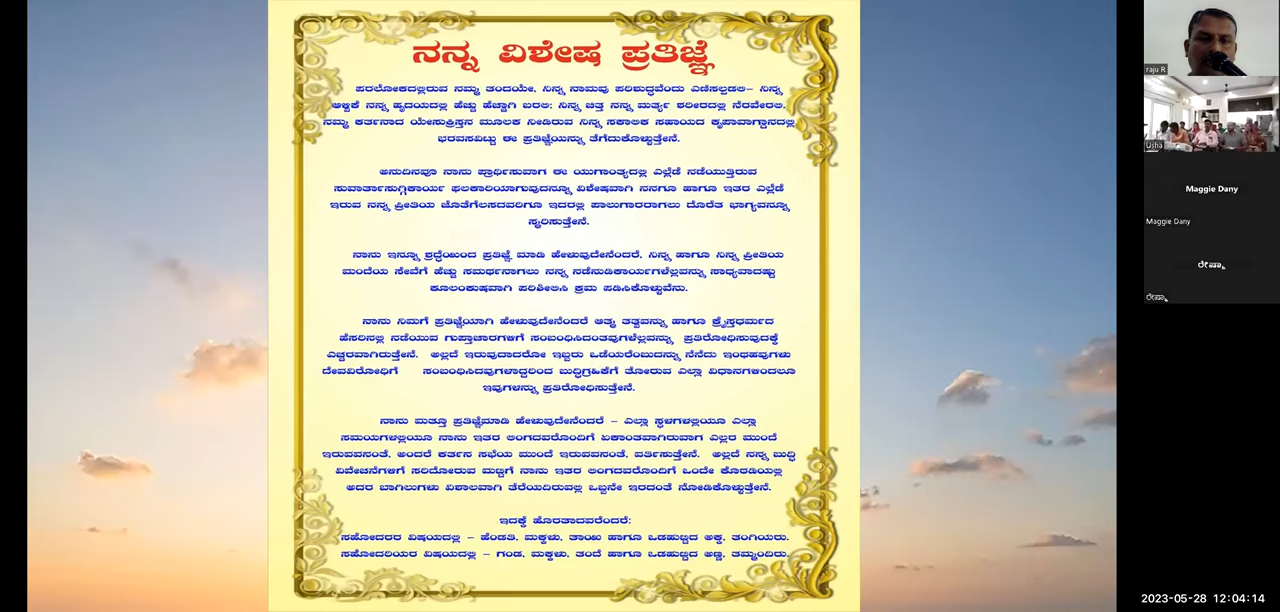 ನನ್ನ ವಿಶೇಷ ಪ್ರತಿಜ್ಞೆ
ಪರಲೋಕದಲ್ಲಿರುವ ನಮ್ಮ ತಂದೆಯೇ, ನಿನ್ನ ನಾಮವು ಪರಿಶುದ್ಧವೆಂದು ಎಣಿಸಲ್ಪಡಲಿ– ನಿನ್ನ
ಆಳ್ವಿಕೆ ನನ್ನ ಹೃದಯದಲ್ಲಿ ಹೆಚ್ಚು ಹೆಚ್ಚಾಗಿ ಬರಲಿ; ನಿನ್ನ ಚಿತ್ತ ನನ್ನ ಮರ್ತ್ಯ ಶರೀರದಲ್ಲಿ ನೆರವೇರಲಿ.
ನಮ್ಮ ಕರ್ತನಾದ ಯೇಸುಕ್ರಿಸ್ತನ ಮೂಲಕ ನೀಡಿರುವ ನಿನ್ನ ಸಕಾಲಿಕ ಸಹಾಯದ ಕೃಪಾವಾಗ್ದಾನದಲ್ಲಿ
ಭರವಸವಿಟ್ಟು ಈ ಪ್ರತಿಜ್ಞೆಯನ್ನು ತೆಗೆದುಕೊಳ್ಳುತ್ತೇನೆ.
ಅನುದಿನವೂ ನಾನು ಪ್ರಾರ್ಥಿಸುವಾಗ ಈ ಯುಗಾಂತ್ಯದಲ್ಲಿ ಎಲ್ಲೆಡೆ ನಡೆಯುತ್ತಿರುವ
ಸುವಾರ್ತಾಸುಗ್ಗಿಕಾರ್ಯ ಫಲಕಾರಿಯಾಗುವುದನ್ನೂ ವಿಶೇಷವಾಗಿ ನನಗೂ ಹಾಗೂ ಇತರ ಎಲ್ಲೆಡೆ
ಇರುವ ನನ್ನ ಪ್ರೀತಿಯ ಜೊತೆಗೆಲಸದವರಿಗೂ ಇದರಲ್ಲಿ ಪಾಲುಗಾರರಾಗಲು ದೊರೆತ ಭಾಗ್ಯವನ್ನೂ
ಸ್ಮರಿಸುತ್ತೇನೆ.
ನಾನು ಇನ್ನೂ ಶ್ರದ್ಧೆಯಿಂದ ಪ್ರತಿಜ್ಞೆ ಮಾಡಿ ಹೇಳುವುದೇನೆಂದರೆ, ನಿನ್ನ ಹಾಗೂ ನಿನ್ನ ಪ್ರೀತಿಯ
ಮಂದೆಯ ಸೇವೆಗೆ ಹೆಚ್ಚು ಸಮರ್ಥನಾಗಲು ನನ್ನ ನಡೆನುಡಿಕಾರ್ಯಗಳೆಲ್ಲವನ್ನು ಸಾಧ್ಯವಾದಷ್ಟು
ಕೂಲಂಕುಷವಾಗಿ ಪರಿಶೀಲಿಸಿ ಕ್ರಮ ಪಡಿಸಿಕೊಳ್ಳುವೆನು.
ನಾನು ನಿಮಗೆ ಪ್ರತಿಜ್ಞೆಯಾಗಿ ಹೇಳುವುದೇನೆಂದರೆ ಆತ್ಮ ತತ್ವವನ್ನು ಹಾಗೂ ಕ್ರೈಸ್ತಧರ್ಮದ
ಹೆಸರಿನಲ್ಲಿ ನಡೆಯುವ ಗುಪ್ತಾಚಾರಗಳಿಗೆ ಸಂಬಂಧಿಸಿದಂತವುಗಳೆಲ್ಲವನ್ನು ಪ್ರತಿರೋಧಿಸುವುದಕ್ಕೆ
ಎಚ್ಚರವಾಗಿರುತ್ತೇನೆ. ಅಲ್ಲದೆ ಇರುವುದಾದರೋ ಇಬ್ಬರು ಒಡೆಯರೆಂಬುದನ್ನು ನೆನೆದು ಇಂಥಹವುಗಳು
ದೇವವಿರೋಧಿಗೆ ಸಂಬಂಧಿಸಿದವುಗಳಾದ್ದರಿಂದ ಬುದ್ಧಿಗ್ರಹಿಕೆಗೆ ತೋರುವ ಎಲ್ಲಾ ವಿಧಾನಗಳಿಂದಲೂ
ಇವುಗಳನ್ನು ಪ್ರತಿರೋಧಿಸುತ್ತೇನೆ.
ನಾನು ಮತ್ತೂ ಪ್ರತಿಜ್ಞೆಮಾಡಿ ಹೇಳುವುದೇನೆಂದರೆ – ಎಲ್ಲಾ ಸ್ಥಳಗಳಲ್ಲಿಯೂ ಎಲ್ಲಾ
ಸಮಯಗಳಲ್ಲಿಯೂ ನಾನು ಇತರ ಲಿಂಗದವರೊಂದಿಗೆ ಏಕಾಂತವಾಗಿರುವಾಗ ಎಲ್ಲರ ಮುಂದೆ
ಇರುವವನಂತೆ, ಅಂದರೆ ಕರ್ತನ ಸಭೆಯ ಮುಂದೆ ಇರುವವನಂತೆ, ವರ್ತಿಸುತ್ತೇನೆ. ಅಲ್ಲದೆ ನನ್ನ ಬುದ್ಧಿ
ವಿವೇಚನೆಗಳಿಗೆ ಸರಿದೋರುವ ಮಟ್ಟಿಗೆ ನಾನು ಇತರ ಲಿಂಗದವರೊಂದಿಗೆ ಒಂದೇ ಕೊಠಡಿಯಲ್ಲಿ
ಅದರ ಬಾಗಿಲುಗಳು ವಿಶಾಲವಾಗಿ ತೆರೆಯದಿರುವಲ್ಲಿ ಒಬ್ಬನೇ ಇರದಂತೆ ನೋಡಿಕೊಳ್ಳುತ್ತೇನೆ.
ಇದಕ್ಕೆ ಹೊರತಾದವರೆಂದರೆ:
ಸಹೋದರರ ವಿಷಯದಲ್ಲಿ – ಹೆಂಡತಿ, ಮಕ್ಕಳು, ತಾಯಿ ಹಾಗೂ ಒಡಹುಟ್ಟಿದ ಅಕ್ಕ, ತಂಗಿಯರು.
ಸಹೋದರಿಯರ ವಿಷಯದಲ್ಲಿ – ಗಂಡ, ಮಕ್ಕಳು, ತಂದೆ ಹಾಗೂ ಒಡಹುಟ್ಟಿದ ಅಣ್ಣ, ತಮ್ಮಂದಿರು.
raju R
Usha
Maggie Dany
Maggie Dany
ರೇಷ್ಮಾ
ರೇಷ್ಮಾ
2023-05-28 12:04:14